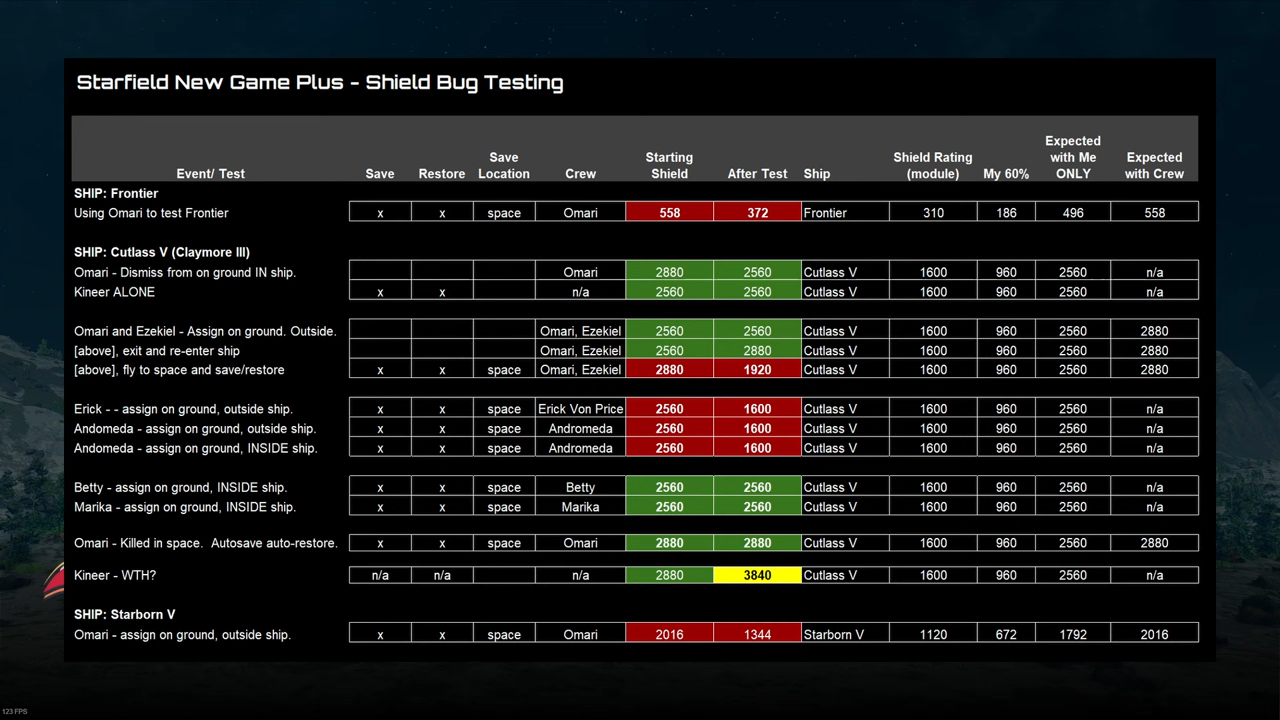 Starfield New Game Plus - Shield Bug Testing
Event/ Test Save Restore Save Location Crew Starting Shield After Test Ship Shield Rating (module) My 60% Expected with Me ONLY Expected with Crew
SHIP: Frontier
Using Omari to test Frontier x x space Omari 558 372 Frontier 310 186 496 558
SHIP: Cutlass V (Claymore III)
Omari - Dismiss from on ground IN ship. Omari 2880 2560 Cutlass V 1600 960 2560 n/a
Kineer ALONE x x n/a 2560 2560 Cutlass V 1600 960 2560 n/a
Omari and Ezekiel - Assign on ground. Outside. Omari, Ezekiel 2560 2560 Cutlass V 1600 960 2560 2880
[above], exit and re-enter ship Omari, Ezekiel 2560 2880 Cutlass V 1600 960 2560 2880
[above], fly to space and save/restore x x space Omari, Ezekiel 2880 1920 Cutlass V 1600 960 2560 2880
Erick - - assign on ground, outside ship. x x space Erick Von Price 2560 1600 Cutlass V 1600 960 2560 n/a
Andomeda - assign on ground, outside ship. x x space Andromeda 2560 1600 Cutlass V 1600 960 2560 n/a
Andomeda - assign on ground, INSIDE ship. x x space Andromeda 2560 1600 Cutlass V 1600 960 2560 n/a
Betty - assign on ground, INSIDE ship. x x space Betty 2560 2560 Cutlass V 1600 960 2560 n/a
Marika - assign on ground, INSIDE ship. x x space Marika 2560 2560 Cutlass V 1600 960 2560 n/a
Omari - Killed in space. Autosave auto-restore. x x space Omari 2880 2880 Cutlass V 1600 960 2560 2880
Kineer - WTH? n/a n/a n/a 2880 3840 Cutlass V 1600 960 2560 n/a
SHIP: Starborn V
Omari - assign on ground, outside ship. x x space Omari 2016 1344 Starborn V 1120 672 1792 2016
123 FPS